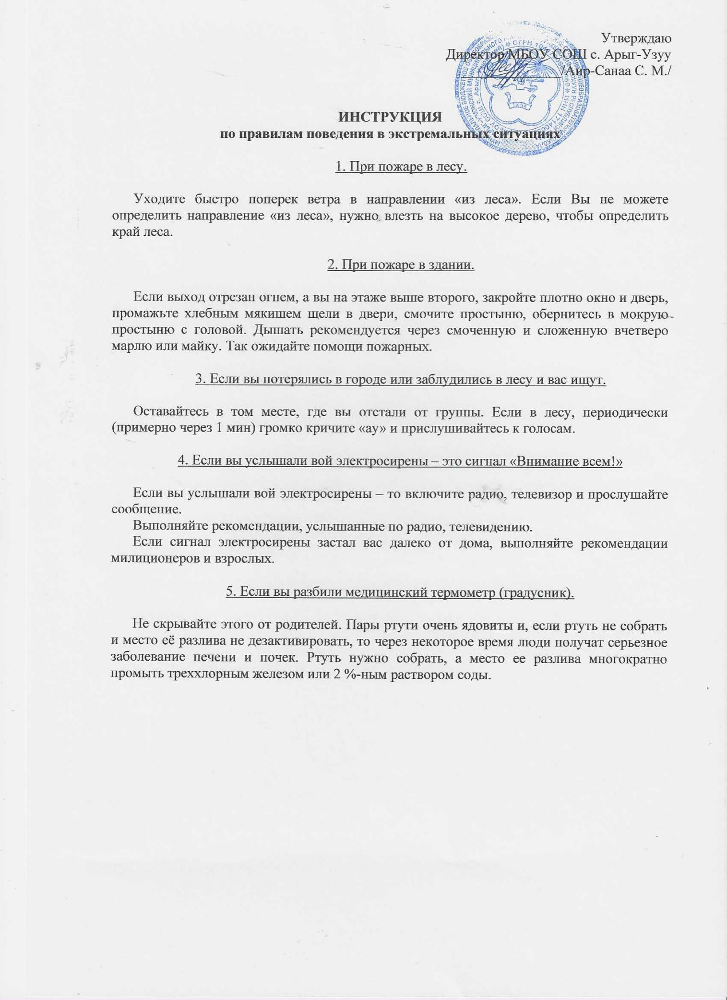 Утверждаю
Директор МБОУ СОШ с. Арыг-Узуу
/Аир-Санаа С. М./
ИНСТРУКЦИЯ
по правилам поведения в экстремальных ситуациях
1. При пожаре в лесу.
Уходите быстро поперек ветра в направлении «из леса». Если Вы не можете
определить направление «из леса», нужно влезть на высокое дерево, чтобы определить
край леса.
2. При пожаре в здании.
Если выход отрезан огнем, а вы на этаже выше второго, закройте плотно окно и дверь,
промажьте хлебным мякишем щели в двери, смочите простыню, обернитесь в мокрую
простыню с головой. Дышать рекомендуется через смоченную и сложенную вчетверо
марлю или майку. Так ожидайте помощи пожарных.
3. Если вы потерялись в городе или заблудились в лесу и вас ищут.
Оставайтесь в том месте, где вы отстали от группы. Если в лесу, периодически
(примерно через 1 мин) громко кричите «ау» и прислушивайтесь к голосам.
4. Если вы услышали вой электросирены – это сигнал «Внимание всем!»
Если вы услышали вой электросирены – то включите радио, телевизор и прослушайте
сообщение.
Выполняйте рекомендации, услышанные по радио, телевидению.
Если сигнал электросирены застал вас далеко от дома, выполняйте рекомендации
милиционеров и взрослых.
5. Если вы разбили медицинский термометр (градусник).
Не скрывайте этого от родителей. Пары ртути очень ядовиты и, если ртуть не собрать
и место её разлива не дезактивировать, то через некоторое время люди получат серьезное
заболевание печени и почек. Ртуть нужно собрать, а место ее разлива многократно
промыть треххлорным железом или 2 %-ным раствором соды.